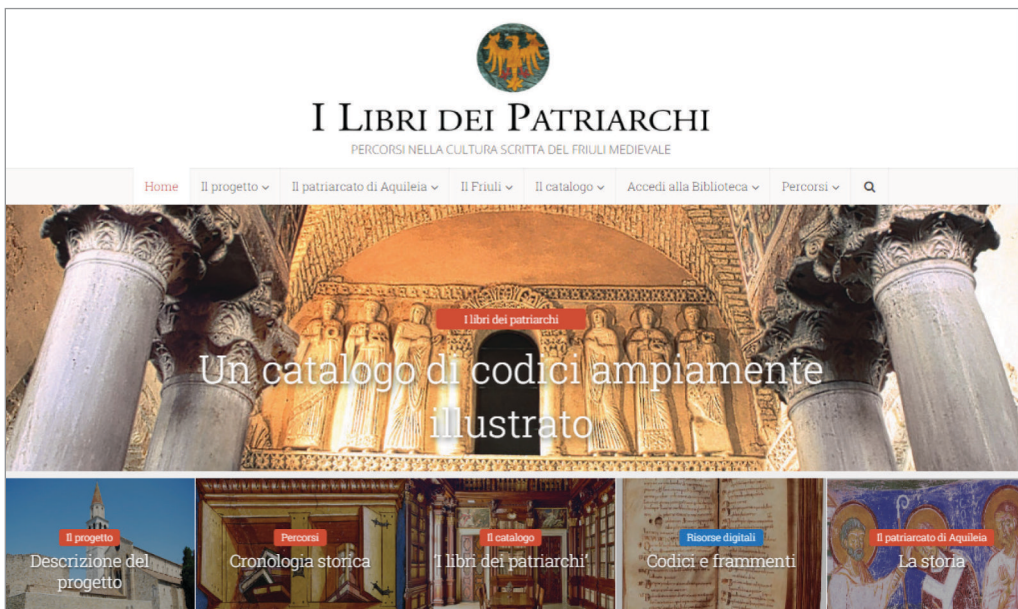 I LIBRI DEI PATRIARCHI
PERCORSI NELLA CULTURA SCRITTA DEL FRIULI MEDIEVALE
Home Il progetto Il patriarcato di Aquileia Il Friuli Il catalogo Accedi alla Biblioteca Percorsi
I libri dei patriarchi
Un catalogo di codici ampiamente
illustrato
Il progetto
Descrizione del
progetto
Percorsi
Cronologia storica
Il catalogo
'I libri dei patriarchi'
Risorse digitali
Codici e frammenti
Il patriarcato di Aquileia
La storia